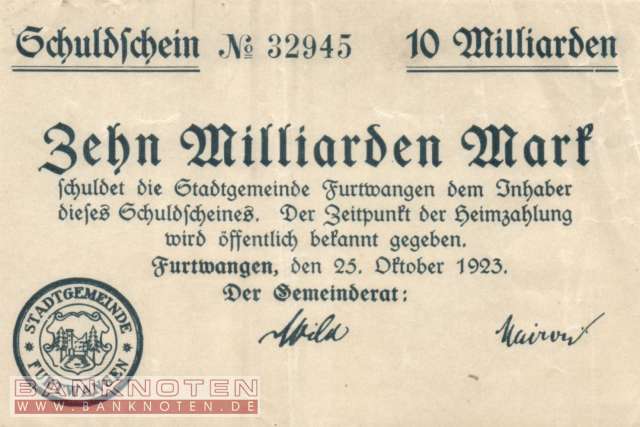 Schuldschein № 32945 10 Milliarden
Zehn Milliarden Mark
schuldet die Stadtgemeinde Furtwangen dem Inhaber
dieses Schuldscheines. Der Zeitpunkt der Heimzahlung
wird öffentlich bekannt gegeben.
Furtwangen, den 25. Oktober 1923.
Der Gemeinderat:
STADTGEMEINDE
FURTWANGEN
BANKNOTEN
WWW.BANKNOTEN.DE